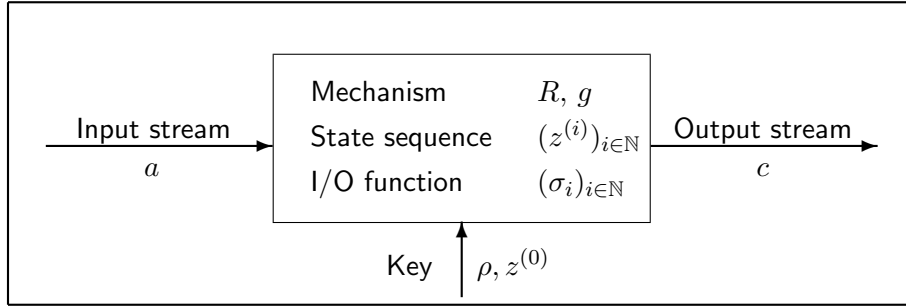 Mechanism R, g
Input stream State sequence (z^{(i)})_{i∈ℕ} Output stream
a I/O function (σ_i)_{i∈ℕ} c
Key ρ, z^{(0)}